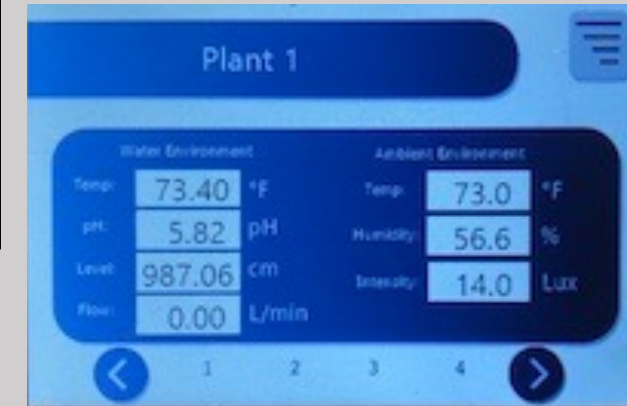 Plant 1
Water Environment
Temp: 73.40 °F
pH: 5.82 pH
Level: 987.06 cm
Flow: 0.00 L/min
Ambient Environment
Temp: 73.0 °F
Humidity: 56.6 %
Intensity: 14.0 Lux
1 2 3 4